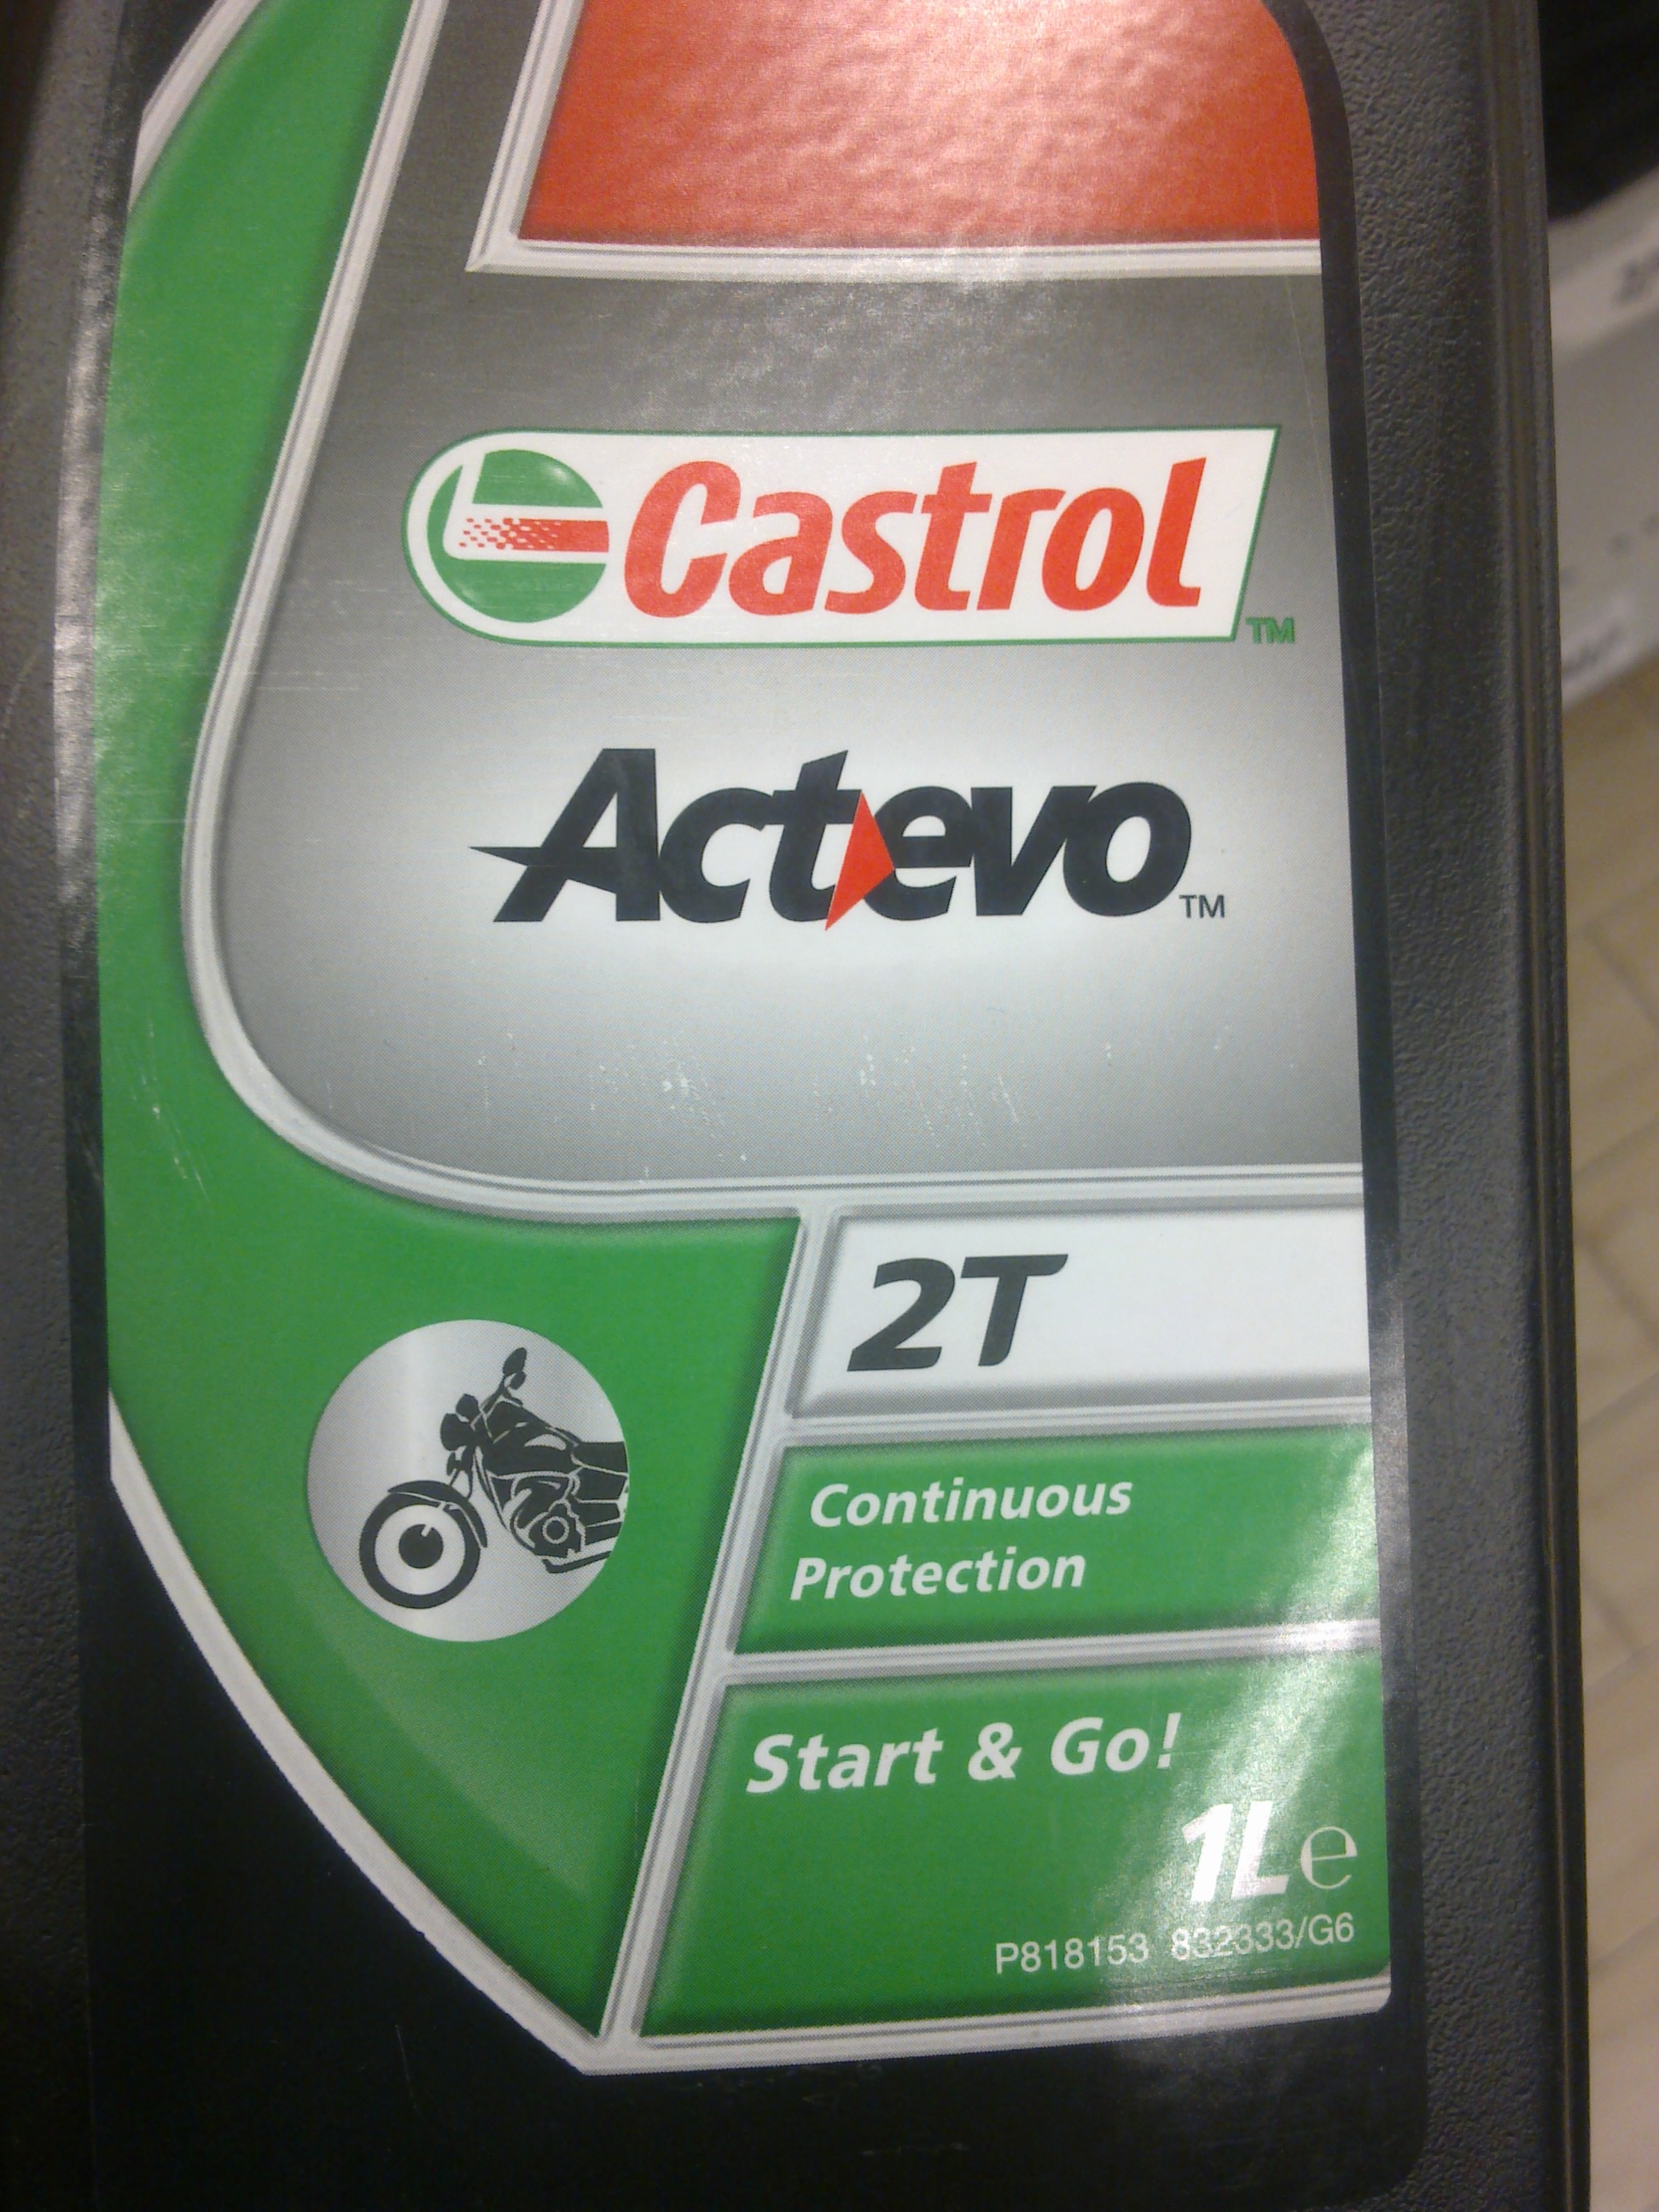 Castrol TM
Actevo TM
2T
Continuous
Protection
Start & Go!
1L e
P818153 832333/G6